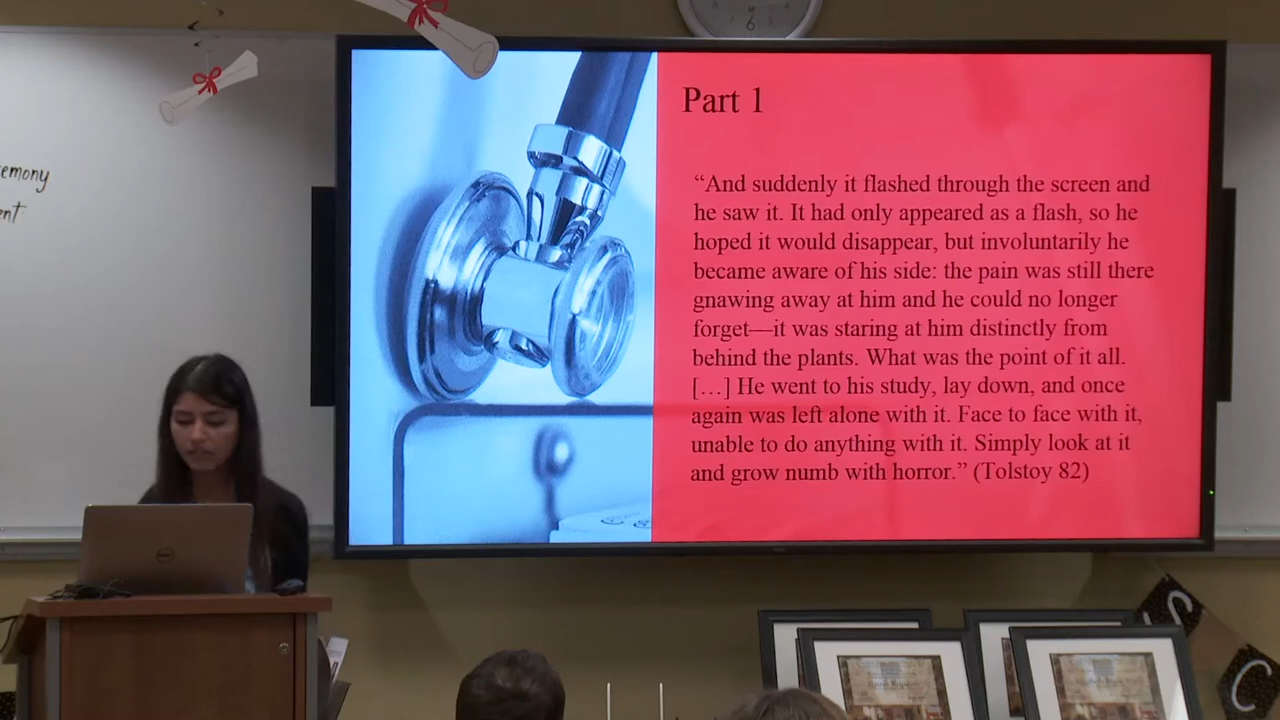 emony
ent
6
Part 1
“And suddenly it flashed through the screen and
he saw it. It had only appeared as a flash, so he
hoped it would disappear, but involuntarily he
became aware of his side: the pain was still there
gnawing away at him and he could no longer
forget—it was staring at him distinctly from
behind the plants. What was the point of it all.
[…] He went to his study, lay down, and once
again was left alone with it. Face to face with it,
unable to do anything with it. Simply look at it
and grow numb with horror.” (Tolstoy 82)
DELL
S
C